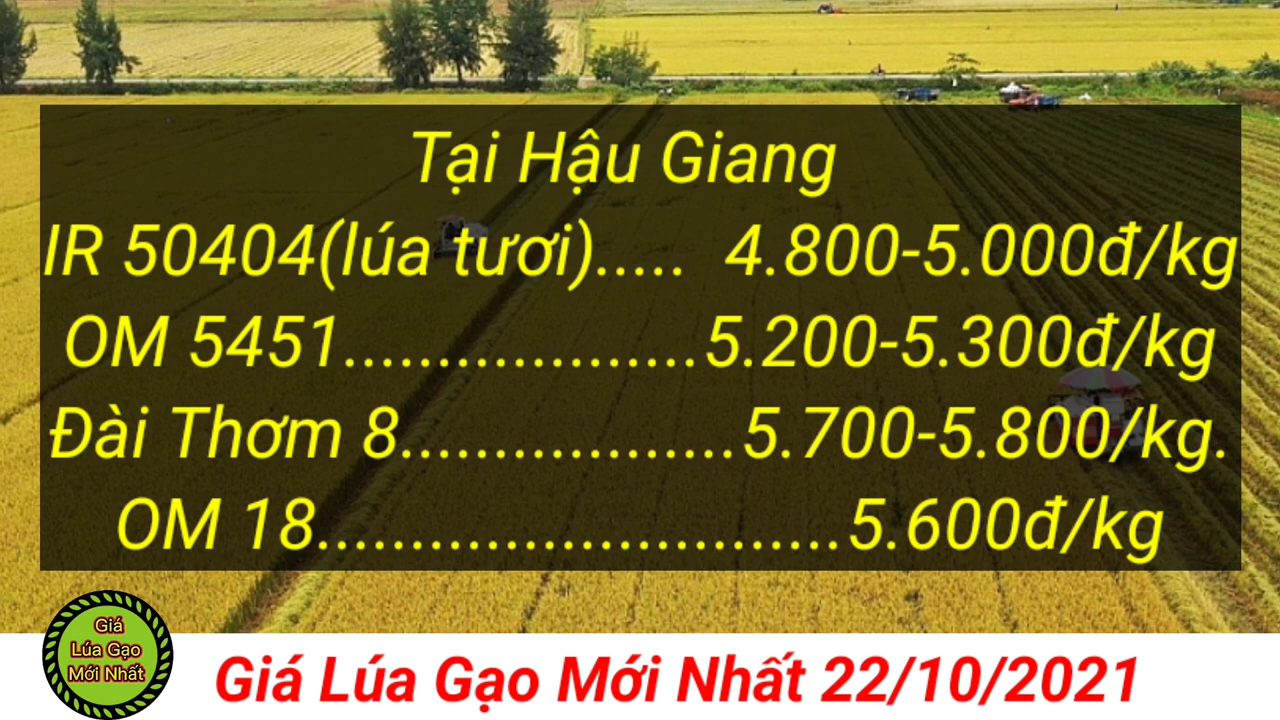 Tại Hậu Giang
IR 50404(lúa tươi)..... 4.800-5.000đ/kg
OM 5451...................5.200-5.300đ/kg
Đài Thơm 8..................5.700-5.800/kg.
OM 18............................5.600đ/kg
Giá
Lúa Gạo
Mới Nhất
Giá Lúa Gạo Mới Nhất 22/10/2021